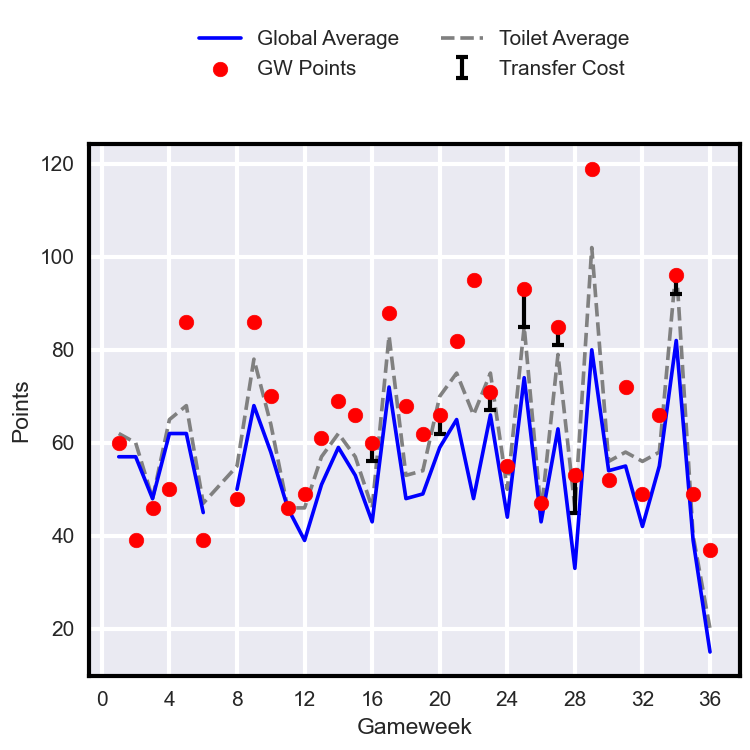 Global Average
Toilet Average
GW Points
Transfer Cost
120
100
80
60
40
20
Points
0 4 8 12 16 20 24 28 32 36
Gameweek